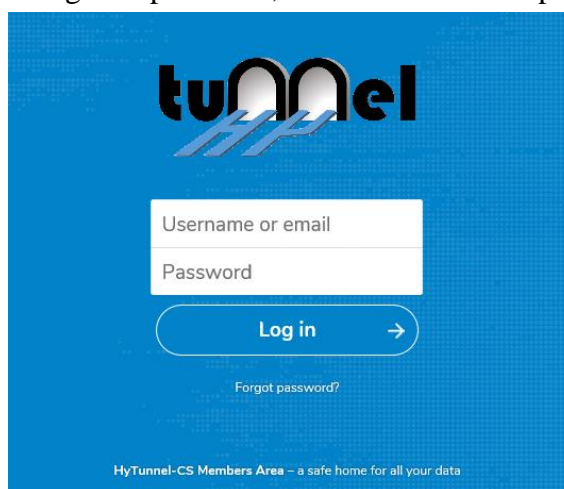 tunnel
Hy
Username or email
Password
Log in →
Forgot password?
HyTunnel-CS Members Area – a safe home for all your data